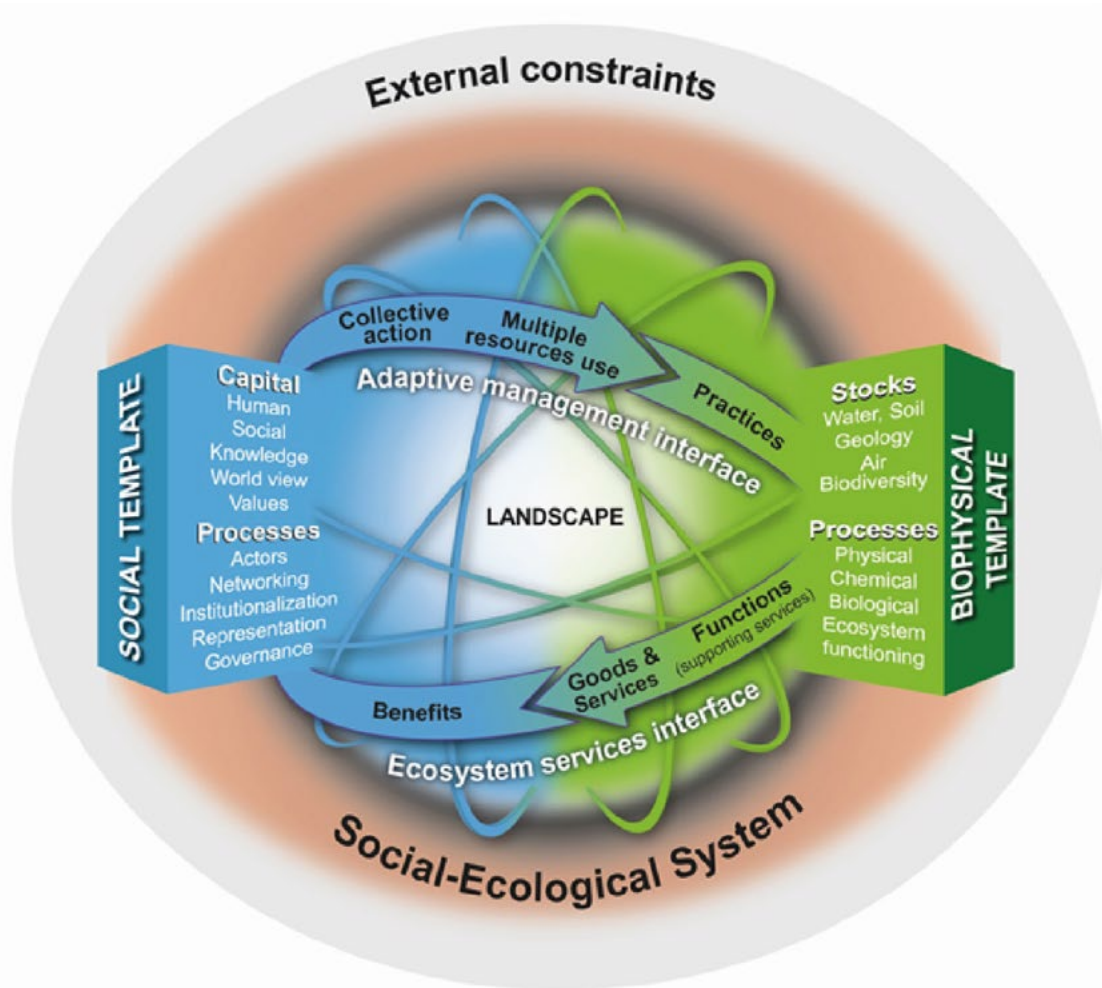 External constraints
SOCIAL TEMPLATE
Capital
Human
Social
Knowledge
World view
Values
Processes
Actors
Networking
Institutionalization
Representation
Governance
Collective
action
Multiple
resources use
Practices
Adaptive management interface
LANDSCAPE
Stocks
Water, Soil
Geology
Air
Biodiversity
Processes
Physical
Chemical
Biological
Ecosystem
functioning
BIOPHYSICAL
TEMPLATE
Functions
(supporting services)
Goods &
Services
Benefits
Ecosystem services interface
Social-Ecological System